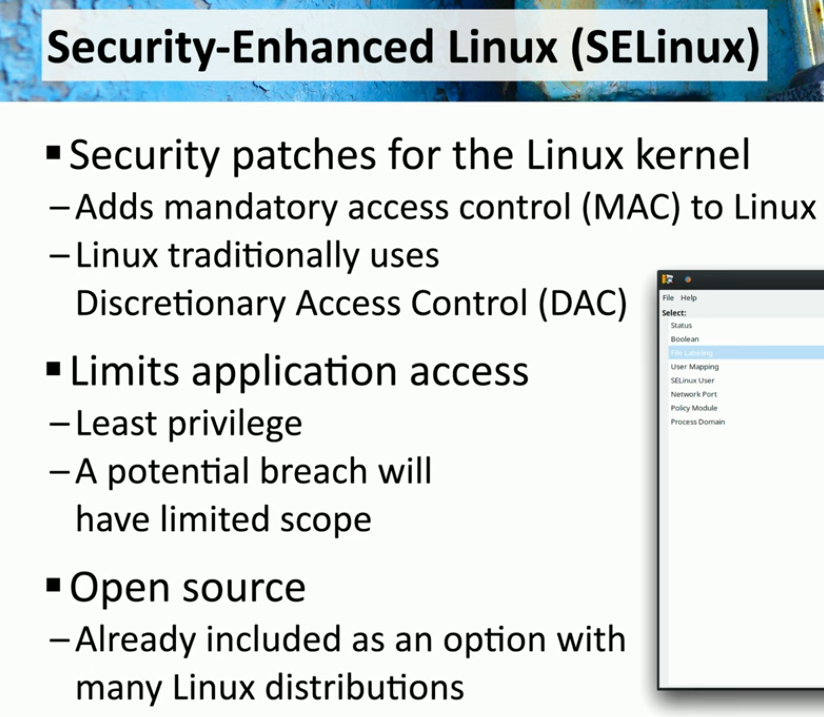 Security-Enhanced Linux (SELinux)
▪ Security patches for the Linux kernel
– Adds mandatory access control (MAC) to Linux
– Linux traditionally uses
Discretionary Access Control (DAC)
▪ Limits application access
– Least privilege
– A potential breach will
have limited scope
▪ Open source
– Already included as an option with
many Linux distributions
File Help
Select:
Status
Boolean
File Labeling
User Mapping
SELinux User
Network Port
Policy Module
Process Domain